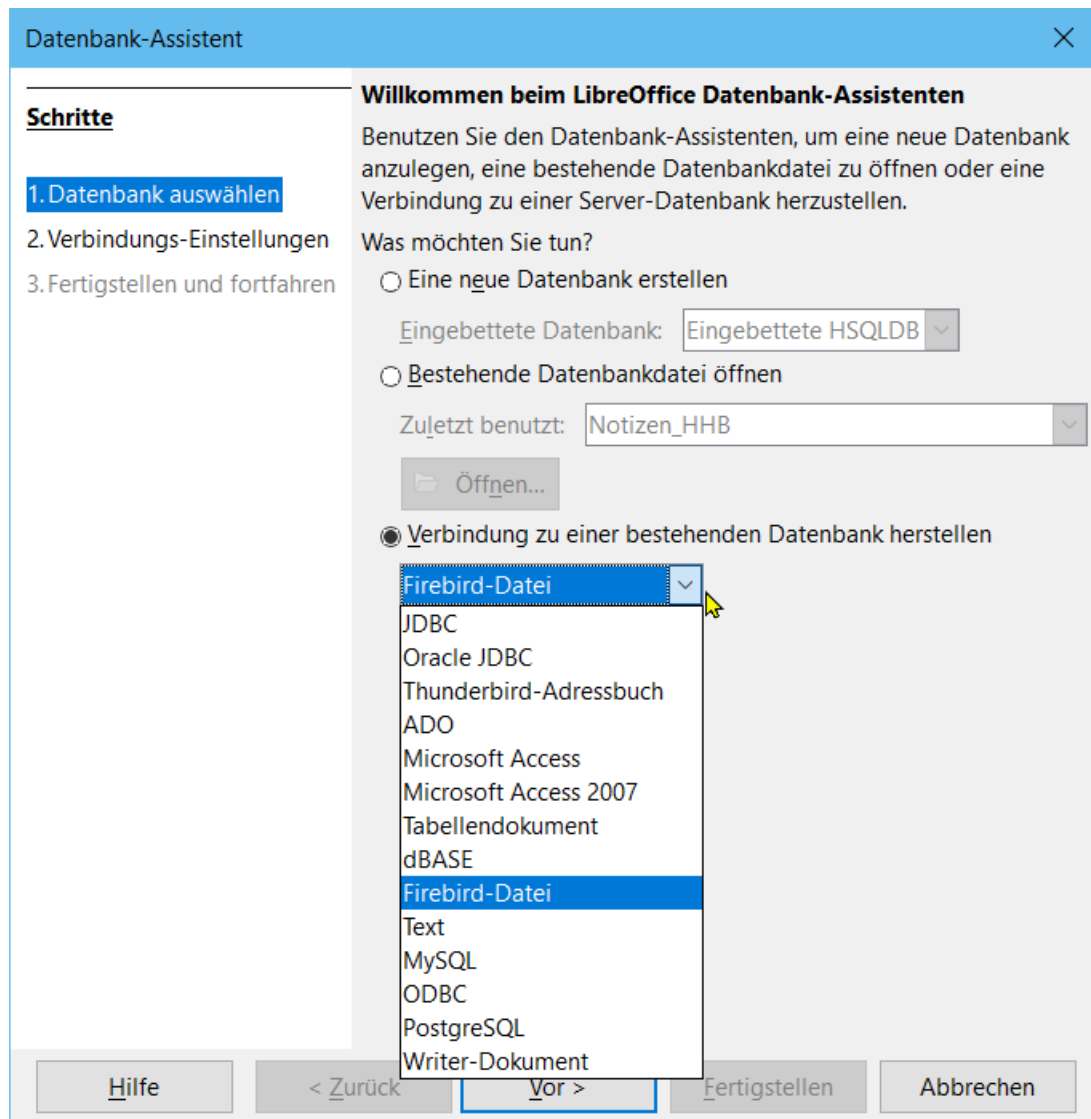 Datenbank-Assistent
Schritte
1. Datenbank auswählen
2. Verbindungs-Einstellungen
3. Fertigstellen und fortfahren
Willkommen beim LibreOffice Datenbank-Assistenten
Benutzen Sie den Datenbank-Assistenten, um eine neue Datenbank
anzulegen, eine bestehende Datenbankdatei zu öffnen oder eine
Verbindung zu einer Server-Datenbank herzustellen.
Was möchten Sie tun?
Eine neue Datenbank erstellen
Eingebettete Datenbank: Eingebettete HSQLDB
Bestehende Datenbankdatei öffnen
Zuletzt benutzt: Notizen_HHB
Öffnen...
Verbindung zu einer bestehenden Datenbank herstellen
Firebird-Datei
JDBC
Oracle JDBC
Thunderbird-Adressbuch
ADO
Microsoft Access
Microsoft Access 2007
Tabellendokument
dBASE
Firebird-Datei
Text
MySQL
ODBC
PostgreSQL
Writer-Dokument
Hilfe < Zurück Vor > Fertigstellen Abbrechen